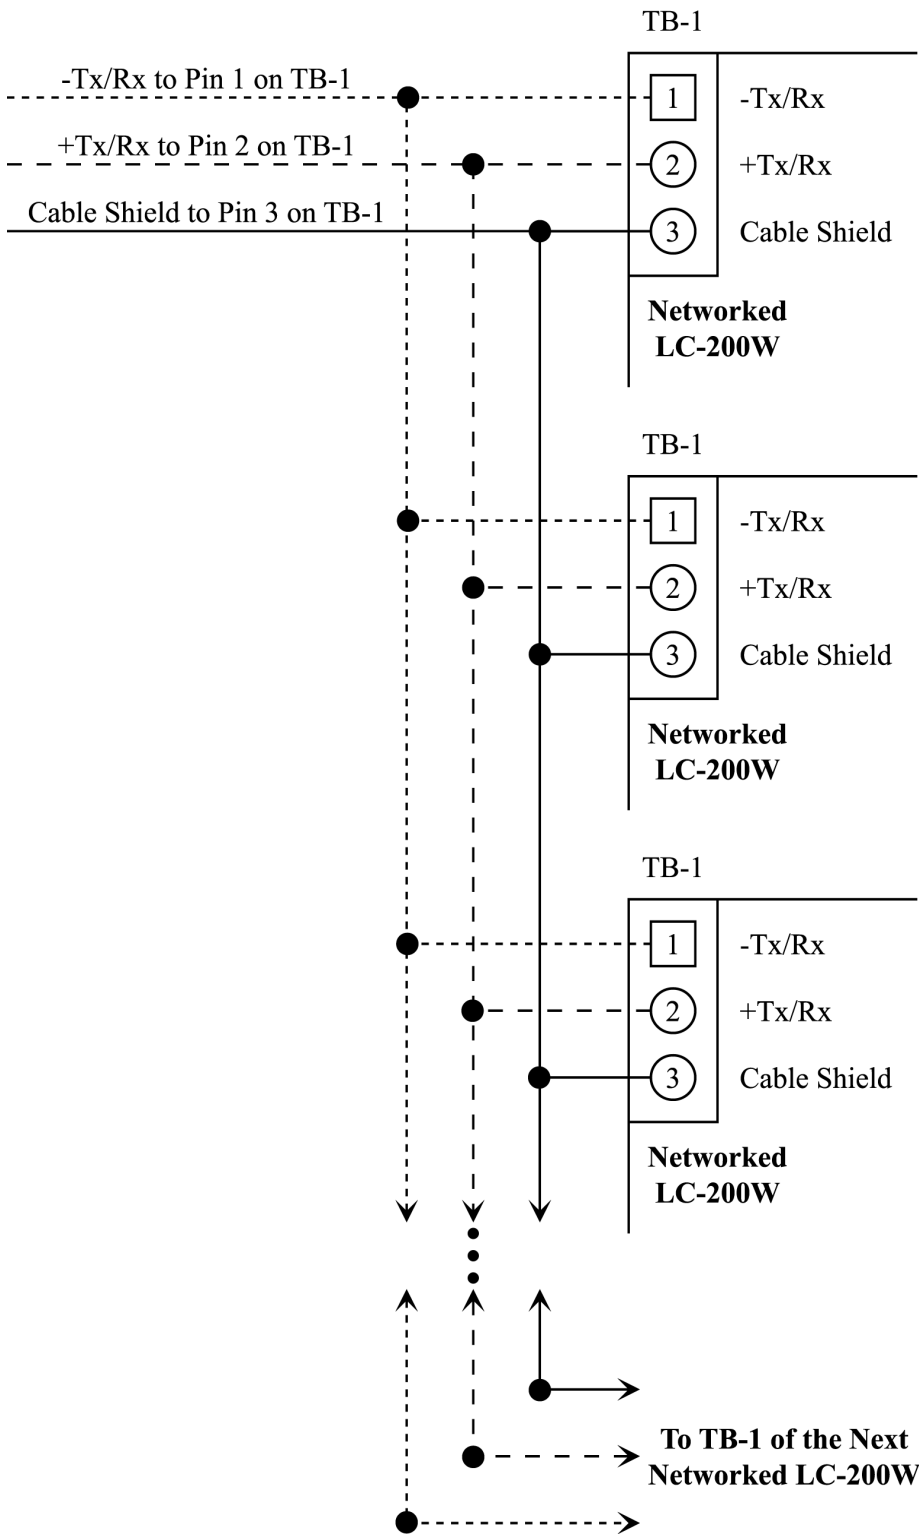 TB-1
-Tx/Rx to Pin 1 on TB-1
1 -Tx/Rx
+Tx/Rx to Pin 2 on TB-1
2 +Tx/Rx
Cable Shield to Pin 3 on TB-1
3 Cable Shield
Networked
LC-200W
TB-1
1 -Tx/Rx
2 +Tx/Rx
3 Cable Shield
Networked
LC-200W
TB-1
1 -Tx/Rx
2 +Tx/Rx
3 Cable Shield
Networked
LC-200W
To TB-1 of the Next
Networked LC-200W